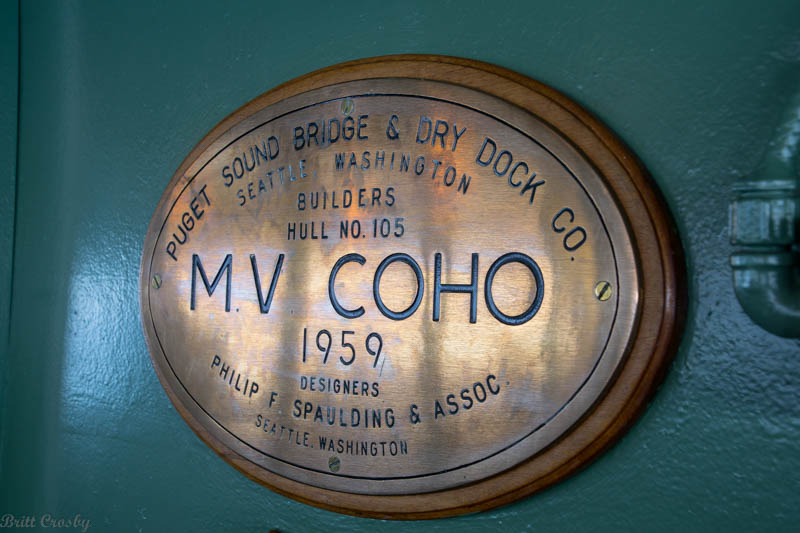 PUGET SOUND BRIDGE & DRY DOCK CO.
SEATTLE WASHINGTON
BUILDERS
HULL NO. 105
M.V COHO
1959
DESIGNERS
PHILIP F. SPAULDING & ASSOC.
SEATTLE, WASHINGTON
Britt Crosby